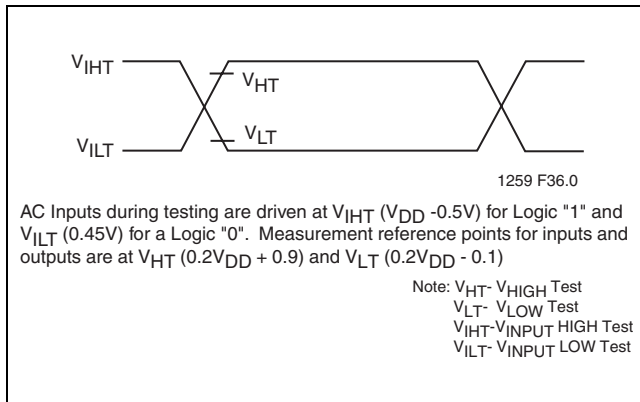 VIHT
VHT
VLT
VILT
1259 F36.0
AC Inputs during testing are driven at VIHT (VDD -0.5V) for Logic "1" and
VILT (0.45V) for a Logic "0". Measurement reference points for inputs and
outputs are at VHT (0.2VDD + 0.9) and VLT (0.2VDD - 0.1)
Note: VHT- VHIGH Test
VLT- VLOW Test
VIHT-VINPUT HIGH Test
VILT- VINPUT LOW Test